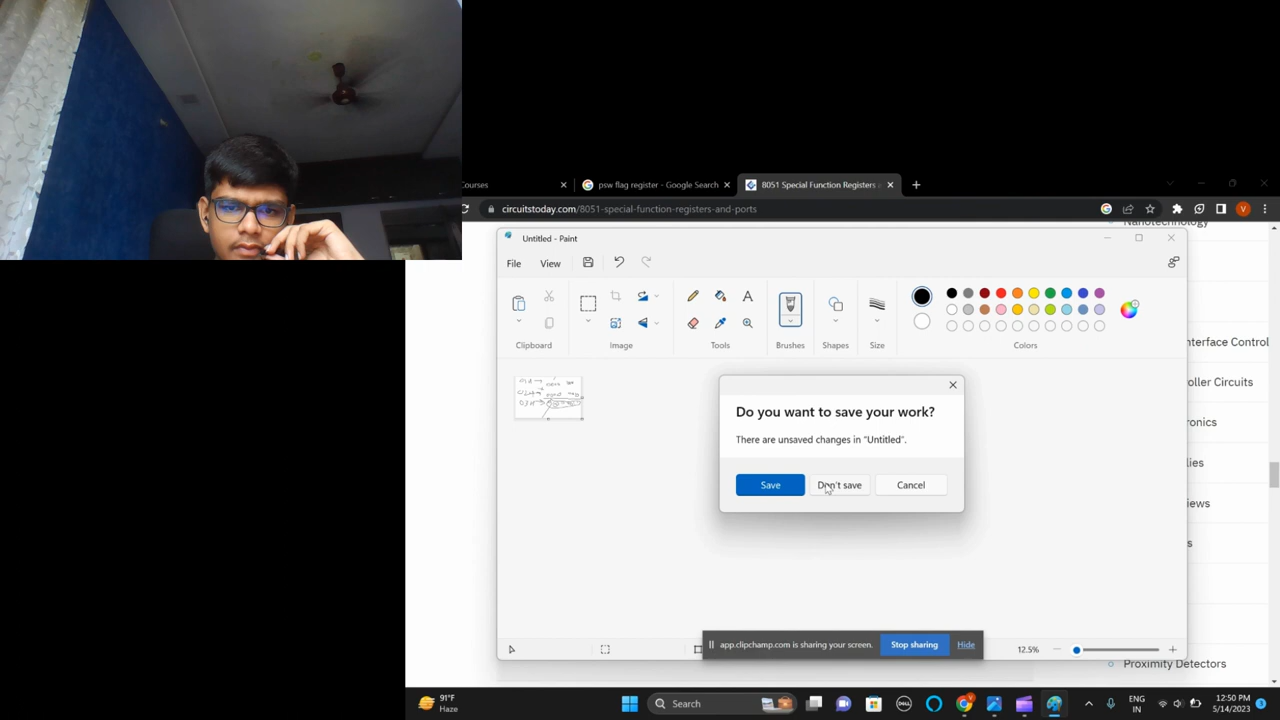 Courses
psw flag register - Google Search
8051 Special Function Registers a
circuitstoday.com/8051-special-function-registers-and-ports
V
Nanotechnology
Untitled - Paint
File
View
A
Clipboard
Image
Tools
Brushes
Shapes
Size
Colors
nterface Control
oller Circuits
ronics
lies
iews
s
Do you want to save your work?
There are unsaved changes in "Untitled".
Save
Don't save
Cancel
app.clipchamp.com is sharing your screen.
Stop sharing
Hide
12.5%
Proximity Detectors
91°F
Haze
Search
DELL
ENG
IN
12:50 PM
5/14/2023